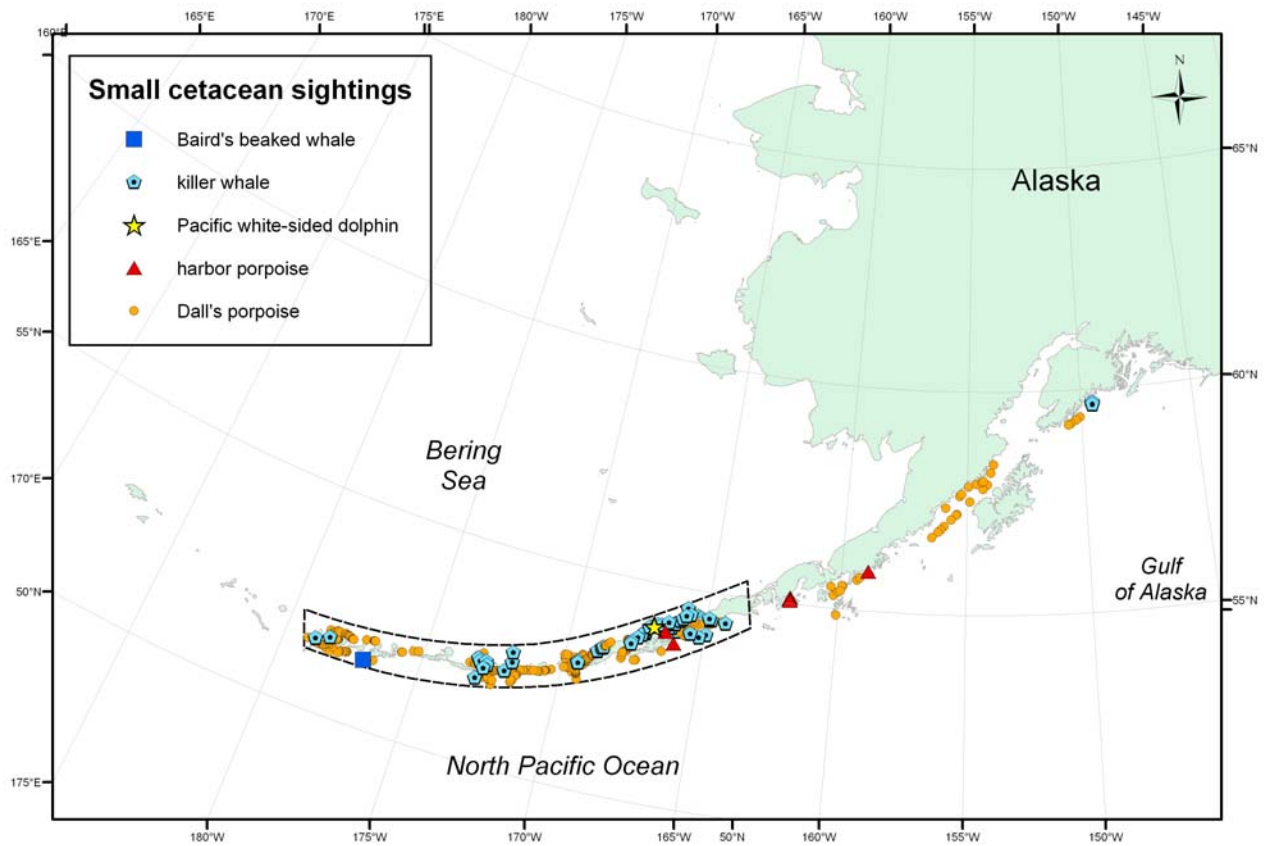 165°E 170°E 175°E 180°W 175°W 170°W 165°W 160°W 155°W 150°W 145°W
160°E
N
Small cetacean sightings
Baird's beaked whale
killer whale
Pacific white-sided dolphin
harbor porpoise
Dall's porpoise
Alaska
65°N
165°E
55°N
60°N
Bering
Sea
170°E
Gulf
of Alaska
50°N
55°N
North Pacific Ocean
175°E
180°W 175°W 170°W 165°W 50°N 160°W 155°W 150°W